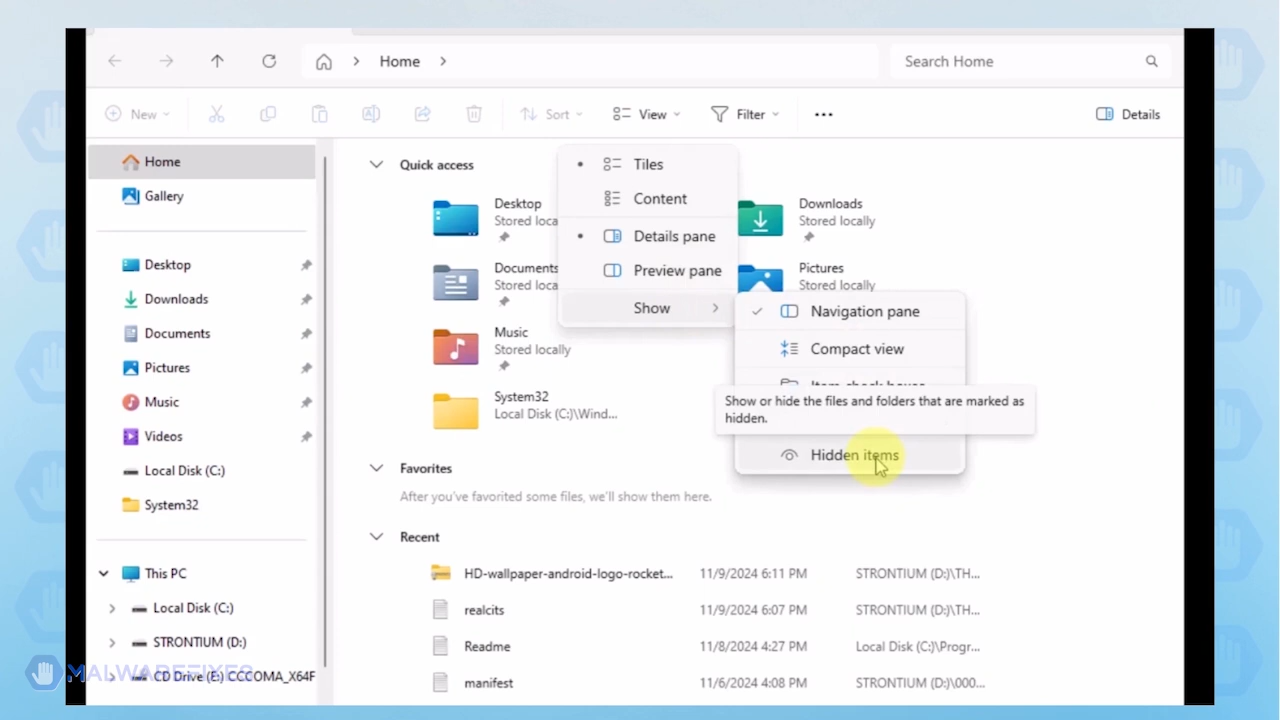 Home
Search Home
New
Sort
View
Filter
Details
Home
Gallery
Desktop
Downloads
Documents
Pictures
Music
Videos
Local Disk (C:)
System32
This PC
Local Disk (C:)
STRONTIUM (D:)
CD Drive (E:) CCCOMA_X64F
MALWAREFIXES
Quick access
Desktop
Stored loca
Documents
Stored loca
Music
Stored locally
System32
Local Disk (C:)\Wind...
Downloads
Stored locally
Pictures
Stored locally
Tiles
Content
Details pane
Preview pane
Show
Navigation pane
Compact view
Item check boxes
Show or hide the files and folders that are marked as
hidden.
Hidden items
Favorites
After you've favorited some files, we'll show them here.
Recent
HD-wallpaper-android-logo-rocket... 11/9/2024 6:11 PM STRONTIUM (D:)\TH...
realcits 11/9/2024 6:07 PM STRONTIUM (D:)\TH...
Readme 11/8/2024 4:27 PM Local Disk (C:)\Progr...
manifest 11/6/2024 4:08 PM STRONTIUM (D:)\000...